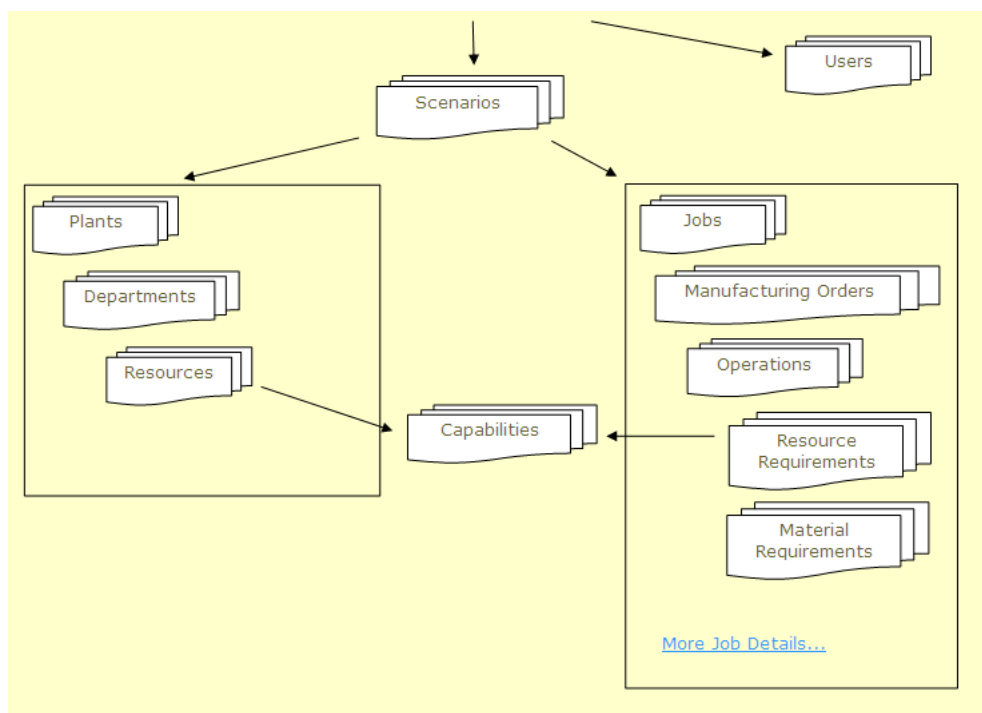 Users
Scenarios
Plants
Departments
Resources
Capabilities
Jobs
Manufacturing Orders
Operations
Resource
Requirements
Material
Requirements
More Job Details...